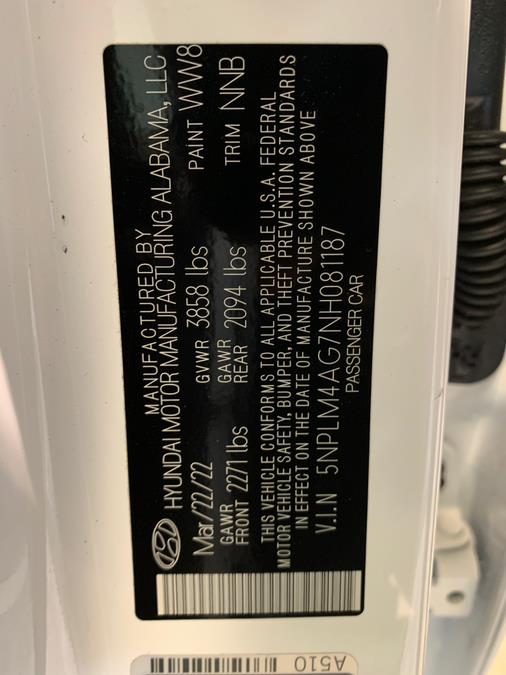 MANUFACTURED BY
HYUNDAI MOTOR MANUFACTURING ALABAMA, LLC
Mar/22/22 GVWR 3858 lbs PAINT WW8
GAWR FRONT 2271 lbs GAWR REAR 2094 lbs TRIM NNB
THIS VEHICLE CONFORMS TO ALL APPLICABLE U.S.A. FEDERAL
MOTOR VEHICLE SAFETY, BUMPER, AND THEFT PREVENTION STANDARDS
IN EFFECT ON THE DATE OF MANUFACTURE SHOWN ABOVE
V.I.N 5NPLM4AG7NH081187
PASSENGER CAR
A510